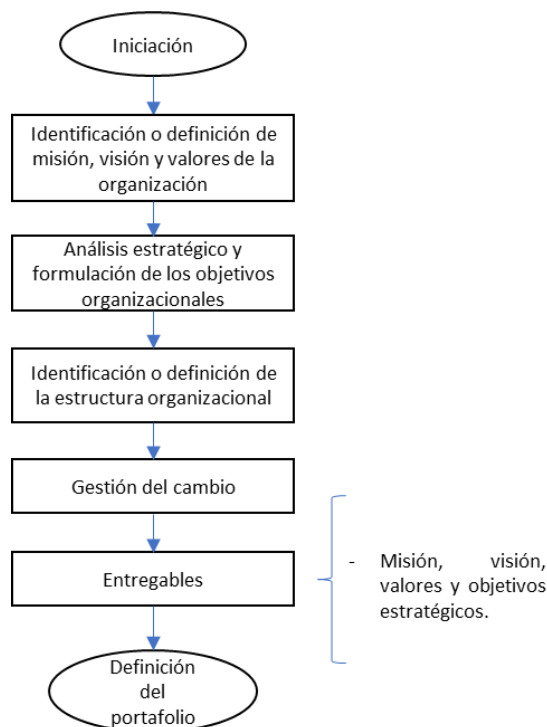 Iniciación
Identificación o definición de
misión, visión y valores de la
organización
Análisis estratégico y
formulación de los objetivos
organizacionales
Identificación o definición de
la estructura organizacional
Gestión del cambio
Entregables
- Misión, visión,
valores y objetivos
estratégicos.
Definición
del
portafolio